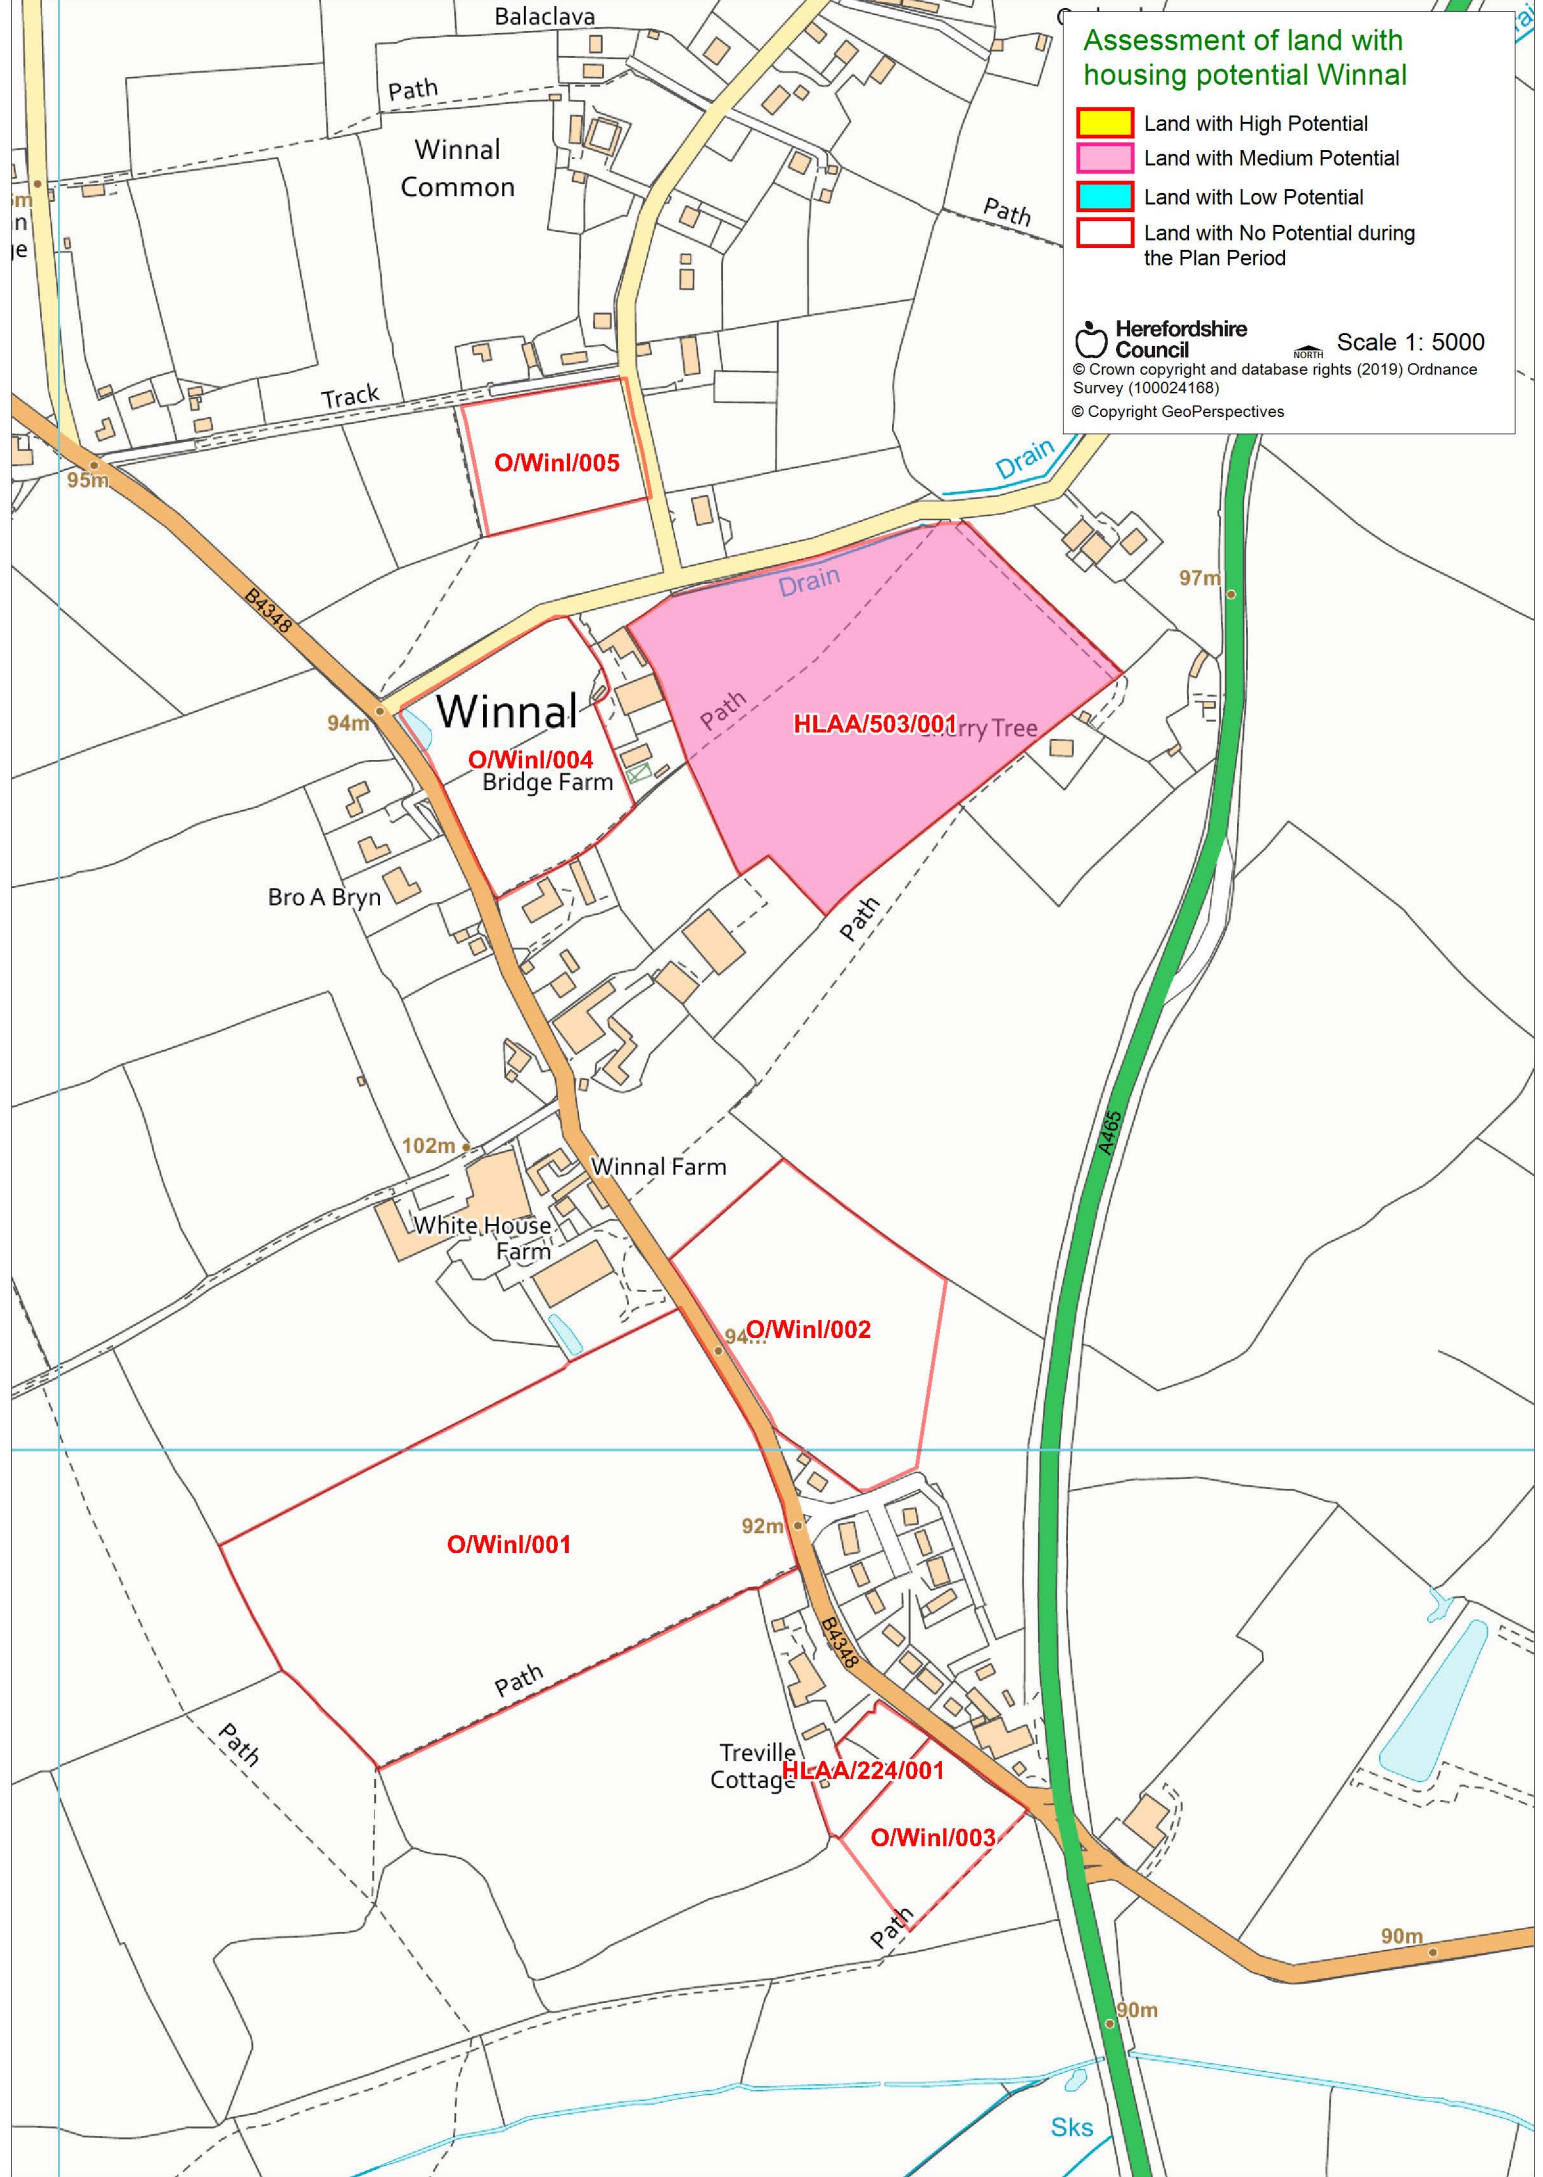 Balaclava
Assessment of land with
housing potential Winnal
Land with High Potential
Land with Medium Potential
Land with Low Potential
Land with No Potential during
the Plan Period
Herefordshire
Council
NORTH
Scale 1: 5000
© Crown copyright and database rights (2019) Ordnance
Survey (100024168)
© Copyright GeoPerspectives
Path
Winnal
Common
Path
Track
O/Winl/005
Drain
95m
B4348
97m
Drain
94m
Winnal
O/Winl/004
Bridge Farm
Path
HLAA/503/001
Tree
Bro A Bryn
Path
A465
102m
Winnal Farm
White House
Farm
94...
O/Winl/002
92m
O/Winl/001
B4348
Path
Path
Treville
Cottage
HLAA/224/001
O/Winl/003
Path
90m
90m
Sks